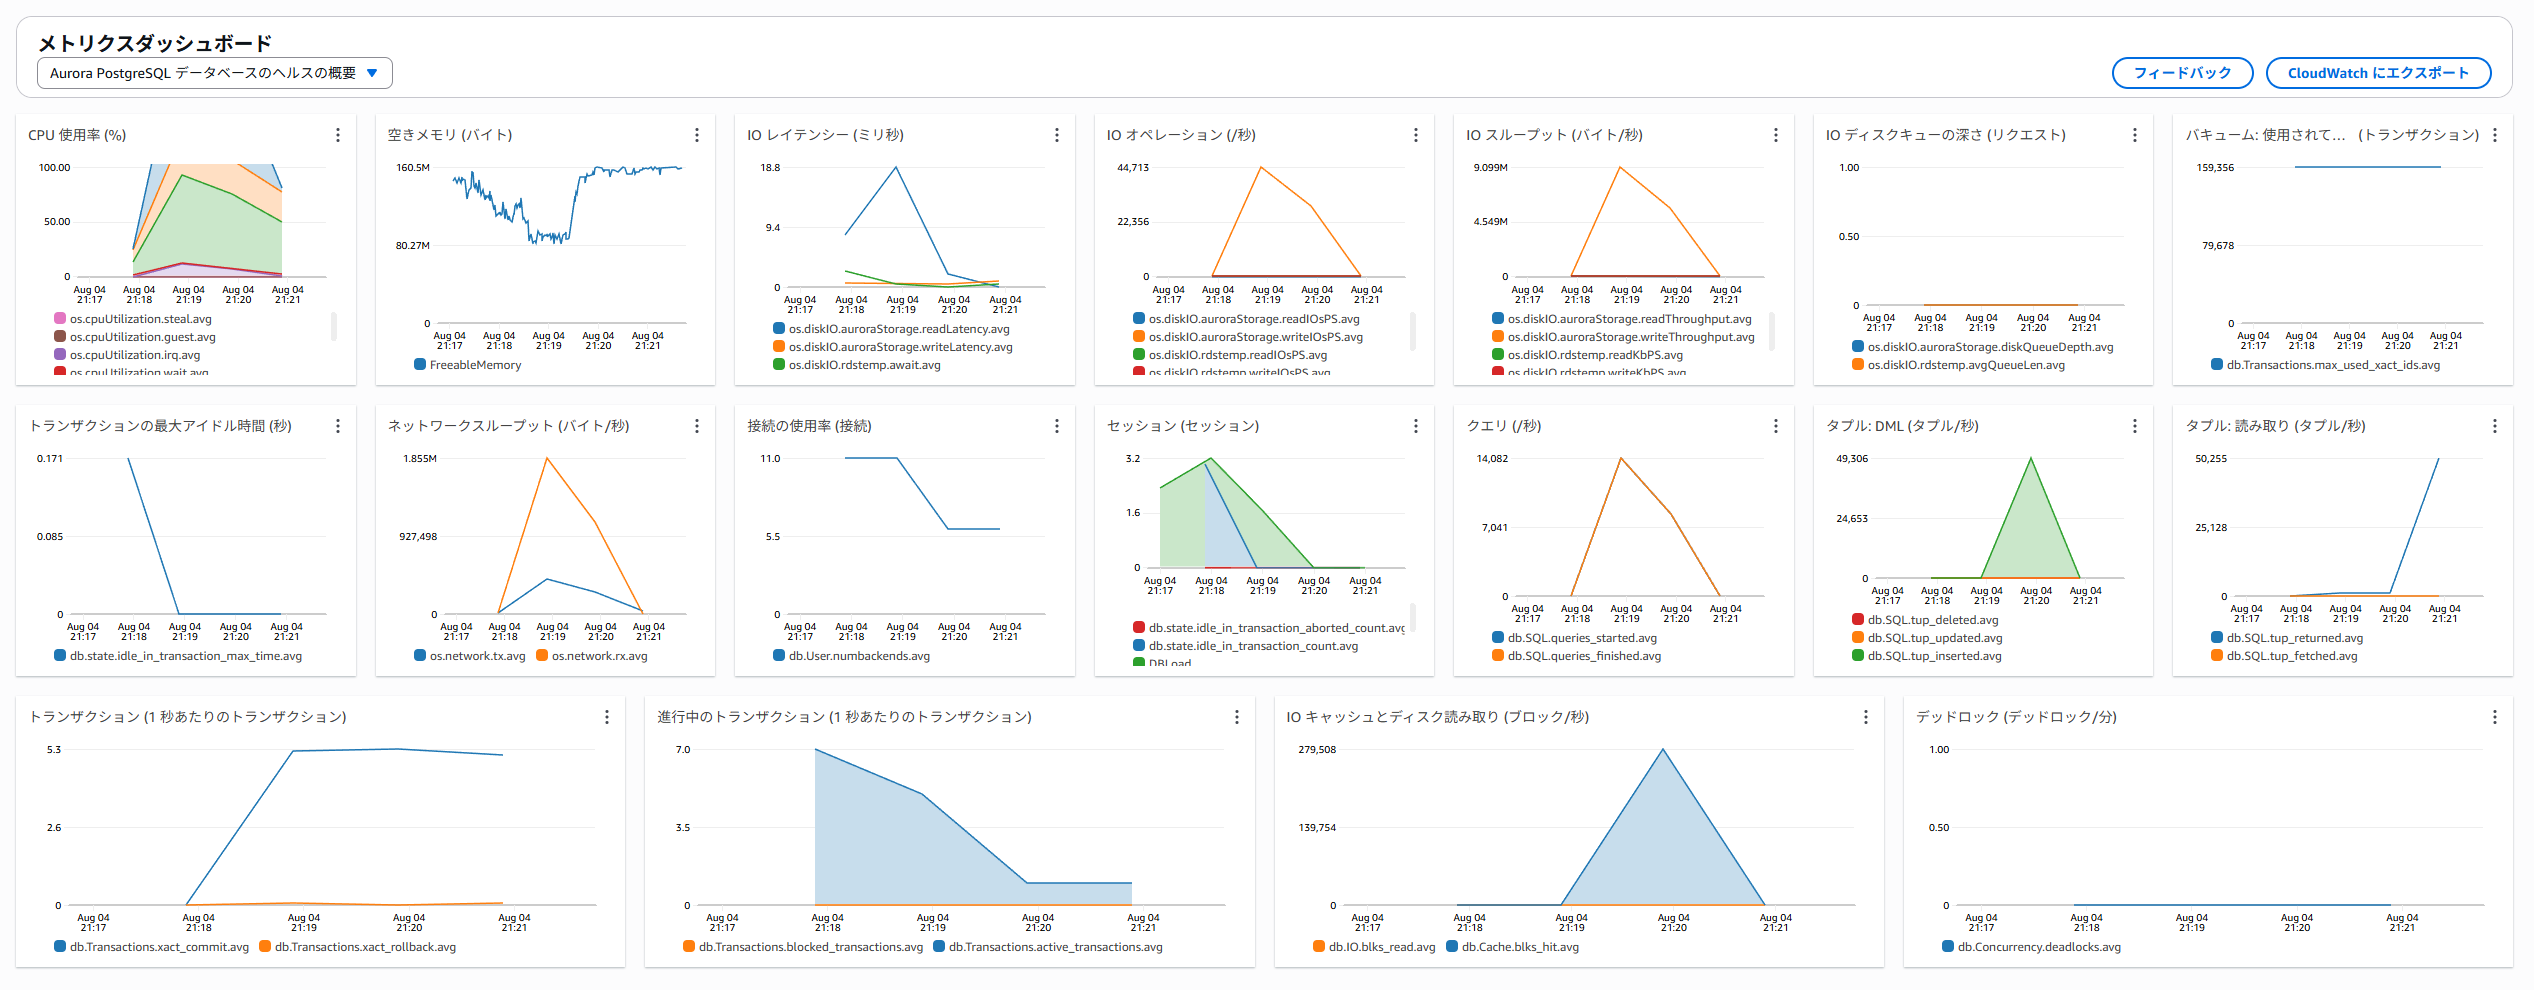 メトリクスダッシュボード
Aurora PostgreSQL データベースのヘルスの概要
フィードバック
CloudWatch にエクスポート
CPU 使用率 (%)
100.00
50.00
0
Aug 04 21:17
Aug 04 21:18
Aug 04 21:19
Aug 04 21:20
Aug 04 21:21
os.cpuUtilization.steal.avg
os.cpuUtilization.guest.avg
os.cpuUtilization.irq.avg
os.cpuUtilization.wait.avg
空きメモリ (バイト)
160.5M
80.27M
0
Aug 04 21:17
Aug 04 21:18
Aug 04 21:19
Aug 04 21:20
Aug 04 21:21
FreeableMemory
IO レイテンシー (ミリ秒)
18.8
9.4
0
Aug 04 21:17
Aug 04 21:18
Aug 04 21:19
Aug 04 21:20
Aug 04 21:21
os.diskIO.auroraStorage.readLatency.avg
os.diskIO.auroraStorage.writeLatency.avg
os.diskIO.rdstemp.await.avg
IO オペレーション (/秒)
44,713
22,356
0
Aug 04 21:17
Aug 04 21:18
Aug 04 21:19
Aug 04 21:20
Aug 04 21:21
os.diskIO.auroraStorage.readIOsPS.avg
os.diskIO.auroraStorage.writeIOsPS.avg
os.diskIO.rdstemp.readIOsPS.avg
os.diskIO.rdstemp.writeIOsPS.avg
IO スループット (バイト/秒)
9.099M
4.549M
0
Aug 04 21:17
Aug 04 21:18
Aug 04 21:19
Aug 04 21:20
Aug 04 21:21
os.diskIO.auroraStorage.readThroughput.avg
os.diskIO.auroraStorage.writeThroughput.avg
os.diskIO.rdstemp.readKbPS.avg
os.diskIO.rdstemp.writeKbPS.avg
IO ディスクキューの深さ (リクエスト)
1.00
0.50
0
Aug 04 21:17
Aug 04 21:18
Aug 04 21:19
Aug 04 21:20
Aug 04 21:21
os.diskIO.auroraStorage.diskQueueDepth.avg
os.diskIO.rdstemp.avgQueueLen.avg
バキューム: 使用されて… (トランザクション)
159,356
79,678
0
Aug 04 21:17
Aug 04 21:18
Aug 04 21:19
Aug 04 21:20
Aug 04 21:21
db.Transactions.max_used_xact_ids.avg
トランザクションの最大アイドル時間 (秒)
0.171
0.085
0
Aug 04 21:17
Aug 04 21:18
Aug 04 21:19
Aug 04 21:20
Aug 04 21:21
db.state.idle_in_transaction_max_time.avg
ネットワークスループット (バイト/秒)
1.855M
927,498
0
Aug 04 21:17
Aug 04 21:18
Aug 04 21:19
Aug 04 21:20
Aug 04 21:21
os.network.tx.avg os.network.rx.avg
接続の使用率 (接続)
11.0
5.5
0
Aug 04 21:17
Aug 04 21:18
Aug 04 21:19
Aug 04 21:20
Aug 04 21:21
db.User.numbackends.avg
セッション (セッション)
3.2
1.6
0
Aug 04 21:17
Aug 04 21:18
Aug 04 21:19
Aug 04 21:20
Aug 04 21:21
db.state.idle_in_transaction_aborted_count.avg
db.state.idle_in_transaction_count.avg
DBLoad
クエリ (/秒)
14,082
7,041
0
Aug 04 21:17
Aug 04 21:18
Aug 04 21:19
Aug 04 21:20
Aug 04 21:21
db.SQL.queries_started.avg
db.SQL.queries_finished.avg
タプル: DML (タプル/秒)
49,306
24,653
0
Aug 04 21:17
Aug 04 21:18
Aug 04 21:19
Aug 04 21:20
Aug 04 21:21
db.SQL.tup_deleted.avg
db.SQL.tup_updated.avg
db.SQL.tup_inserted.avg
タプル: 読み取り (タプル/秒)
50,255
25,128
0
Aug 04 21:17
Aug 04 21:18
Aug 04 21:19
Aug 04 21:20
Aug 04 21:21
db.SQL.tup_returned.avg
db.SQL.tup_fetched.avg
トランザクション (1 秒あたりのトランザクション)
5.3
2.6
0
Aug 04 21:17
Aug 04 21:18
Aug 04 21:19
Aug 04 21:20
Aug 04 21:21
db.Transactions.xact_commit.avg db.Transactions.xact_rollback.avg
進行中のトランザクション (1 秒あたりのトランザクション)
7.0
3.5
0
Aug 04 21:17
Aug 04 21:18
Aug 04 21:19
Aug 04 21:20
Aug 04 21:21
db.Transactions.blocked_transactions.avg db.Transactions.active_transactions.avg
IO キャッシュとディスク読み取り (ブロック/秒)
279,508
139,754
0
Aug 04 21:17
Aug 04 21:18
Aug 04 21:19
Aug 04 21:20
Aug 04 21:21
db.IO.blks_read.avg db.Cache.blks_hit.avg
デッドロック (デッドロック/分)
1.00
0.50
0
Aug 04 21:17
Aug 04 21:18
Aug 04 21:19
Aug 04 21:20
Aug 04 21:21
db.Concurrency.deadlocks.avg